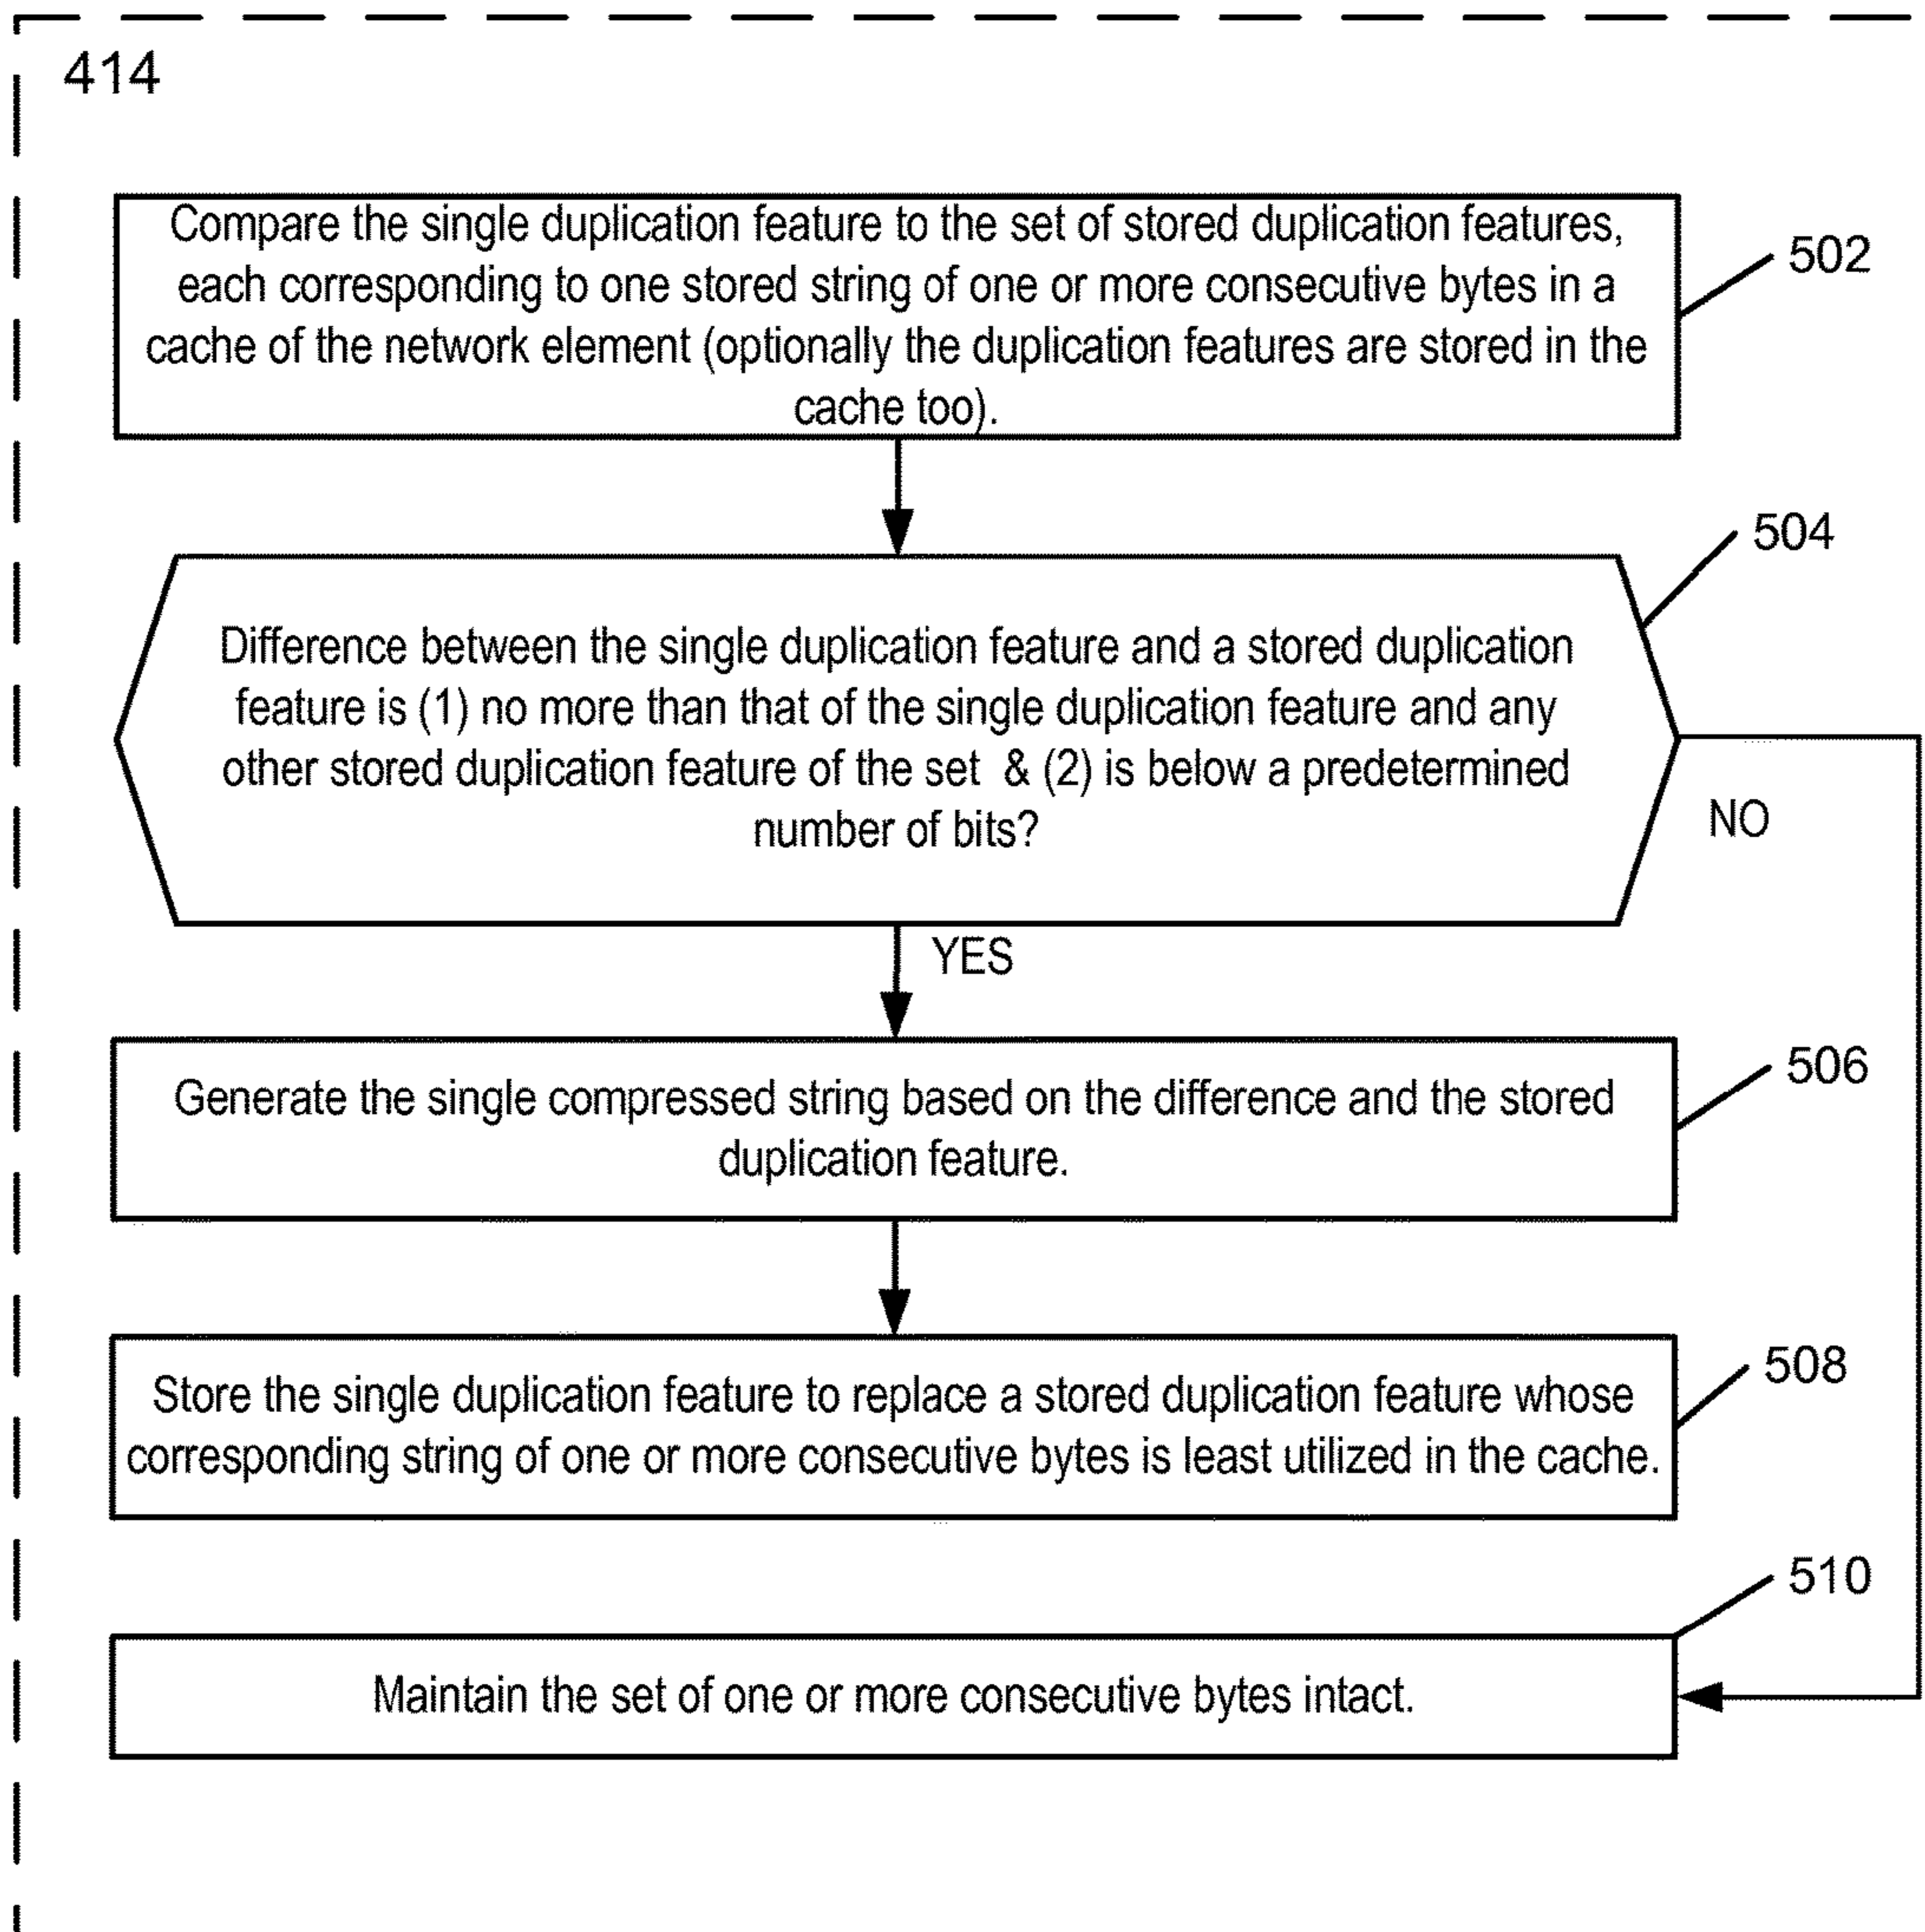 414
Compare the single duplication feature to the set of stored duplication features,
each corresponding to one stored string of one or more consecutive bytes in a
cache of the network element (optionally the duplication features are stored in the
cache too).
502
504
Difference between the single duplication feature and a stored duplication
feature is (1) no more than that of the single duplication feature and any
other stored duplication feature of the set & (2) is below a predetermined
number of bits?
NO
YES
Generate the single compressed string based on the difference and the stored
duplication feature.
506
Store the single duplication feature to replace a stored duplication feature whose
corresponding string of one or more consecutive bytes is least utilized in the cache.
508
510
Maintain the set of one or more consecutive bytes intact.